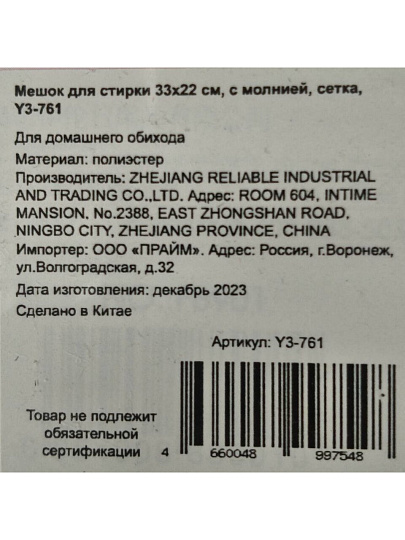 Мешок для стирки 33х22 см, с молнией, сетка,
Y3-761
Для домашнего обихода
Материал: полиэстер
Производитель: ZHEJIANG RELIABLE INDUSTRIAL
AND TRADING CO.,LTD. Адрес: ROOM 604, INTIME
MANSION, No.2388, EAST ZHONGSHAN ROAD,
NINGBO CITY, ZHEJIANG PROVINCE, CHINA
Импортер: ООО «ПРАЙМ». Адрес: Россия, г.Воронеж,
ул.Волгоградская, д.32
Дата изготовления: декабрь 2023
Сделано в Китае
Артикул: Y3-761
Товар не подлежит
обязательной
сертификации
4 660048 997548